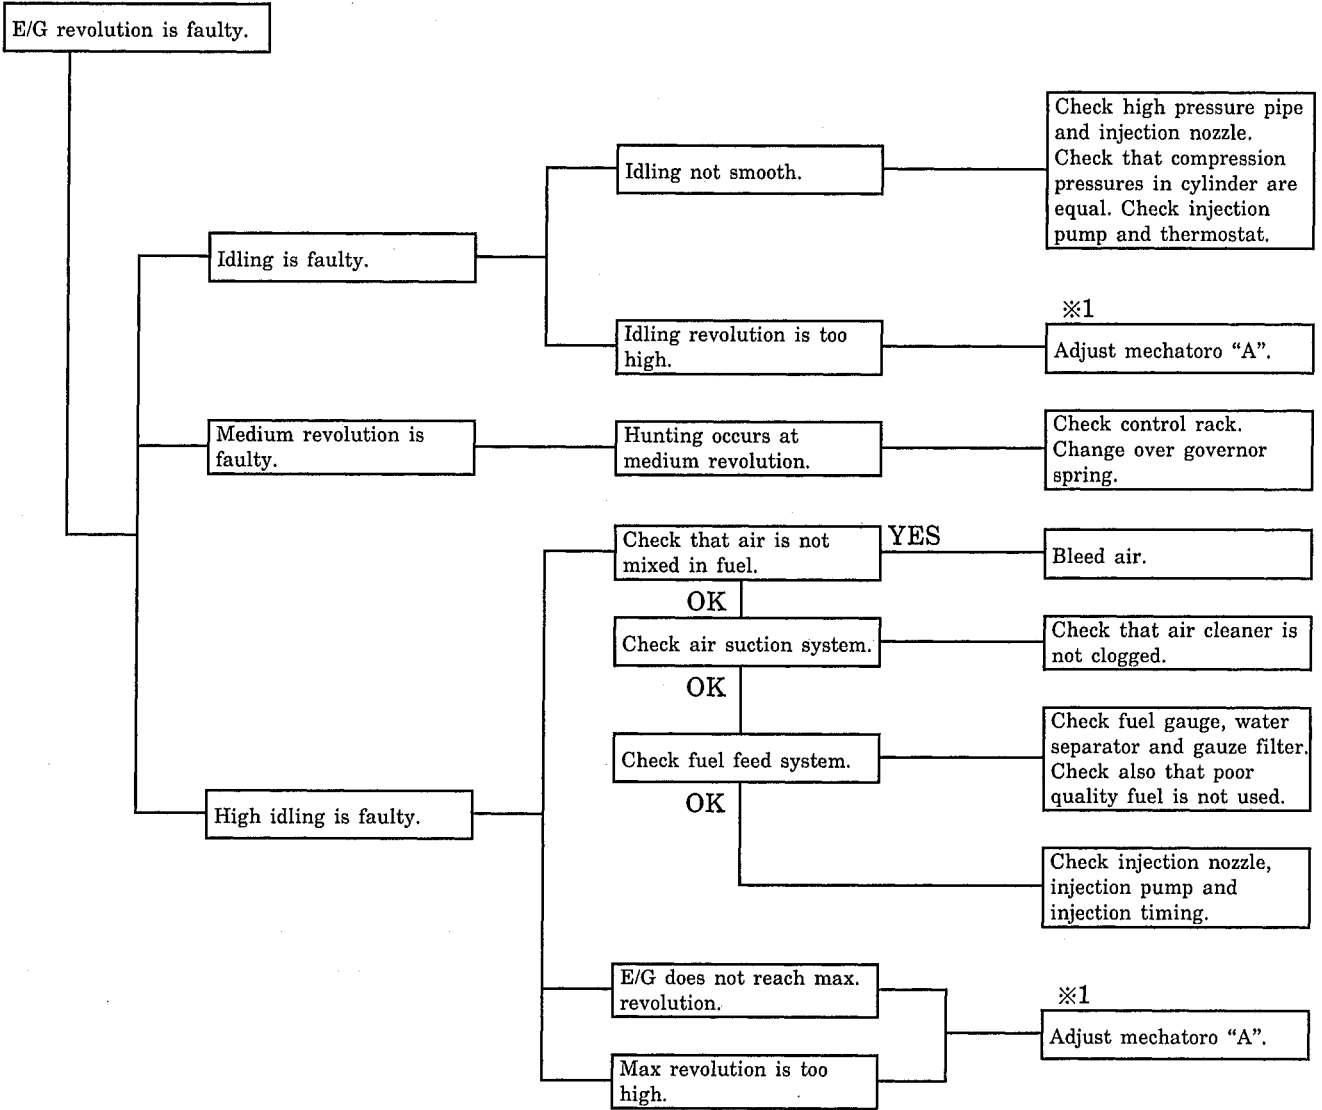 E/G revolution is faulty.
Idling is faulty.
Idling not smooth.
Check high pressure pipe
and injection nozzle.
Check that compression
pressures in cylinder are
equal. Check injection
pump and thermostat.
Idling revolution is too
high.
※1
Adjust mechatoro “A”.
Medium revolution is
faulty.
Hunting occurs at
medium revolution.
Check control rack.
Change over governor
spring.
High idling is faulty.
Check that air is not
mixed in fuel.
YES
Bleed air.
OK
Check air suction system.
Check that air cleaner is
not clogged.
OK
Check fuel feed system.
Check fuel gauge, water
separator and gauze filter.
Check also that poor
quality fuel is not used.
OK
Check injection nozzle,
injection pump and
injection timing.
E/G does not reach max.
revolution.
Max revolution is too
high.
※1
Adjust mechatoro “A”.